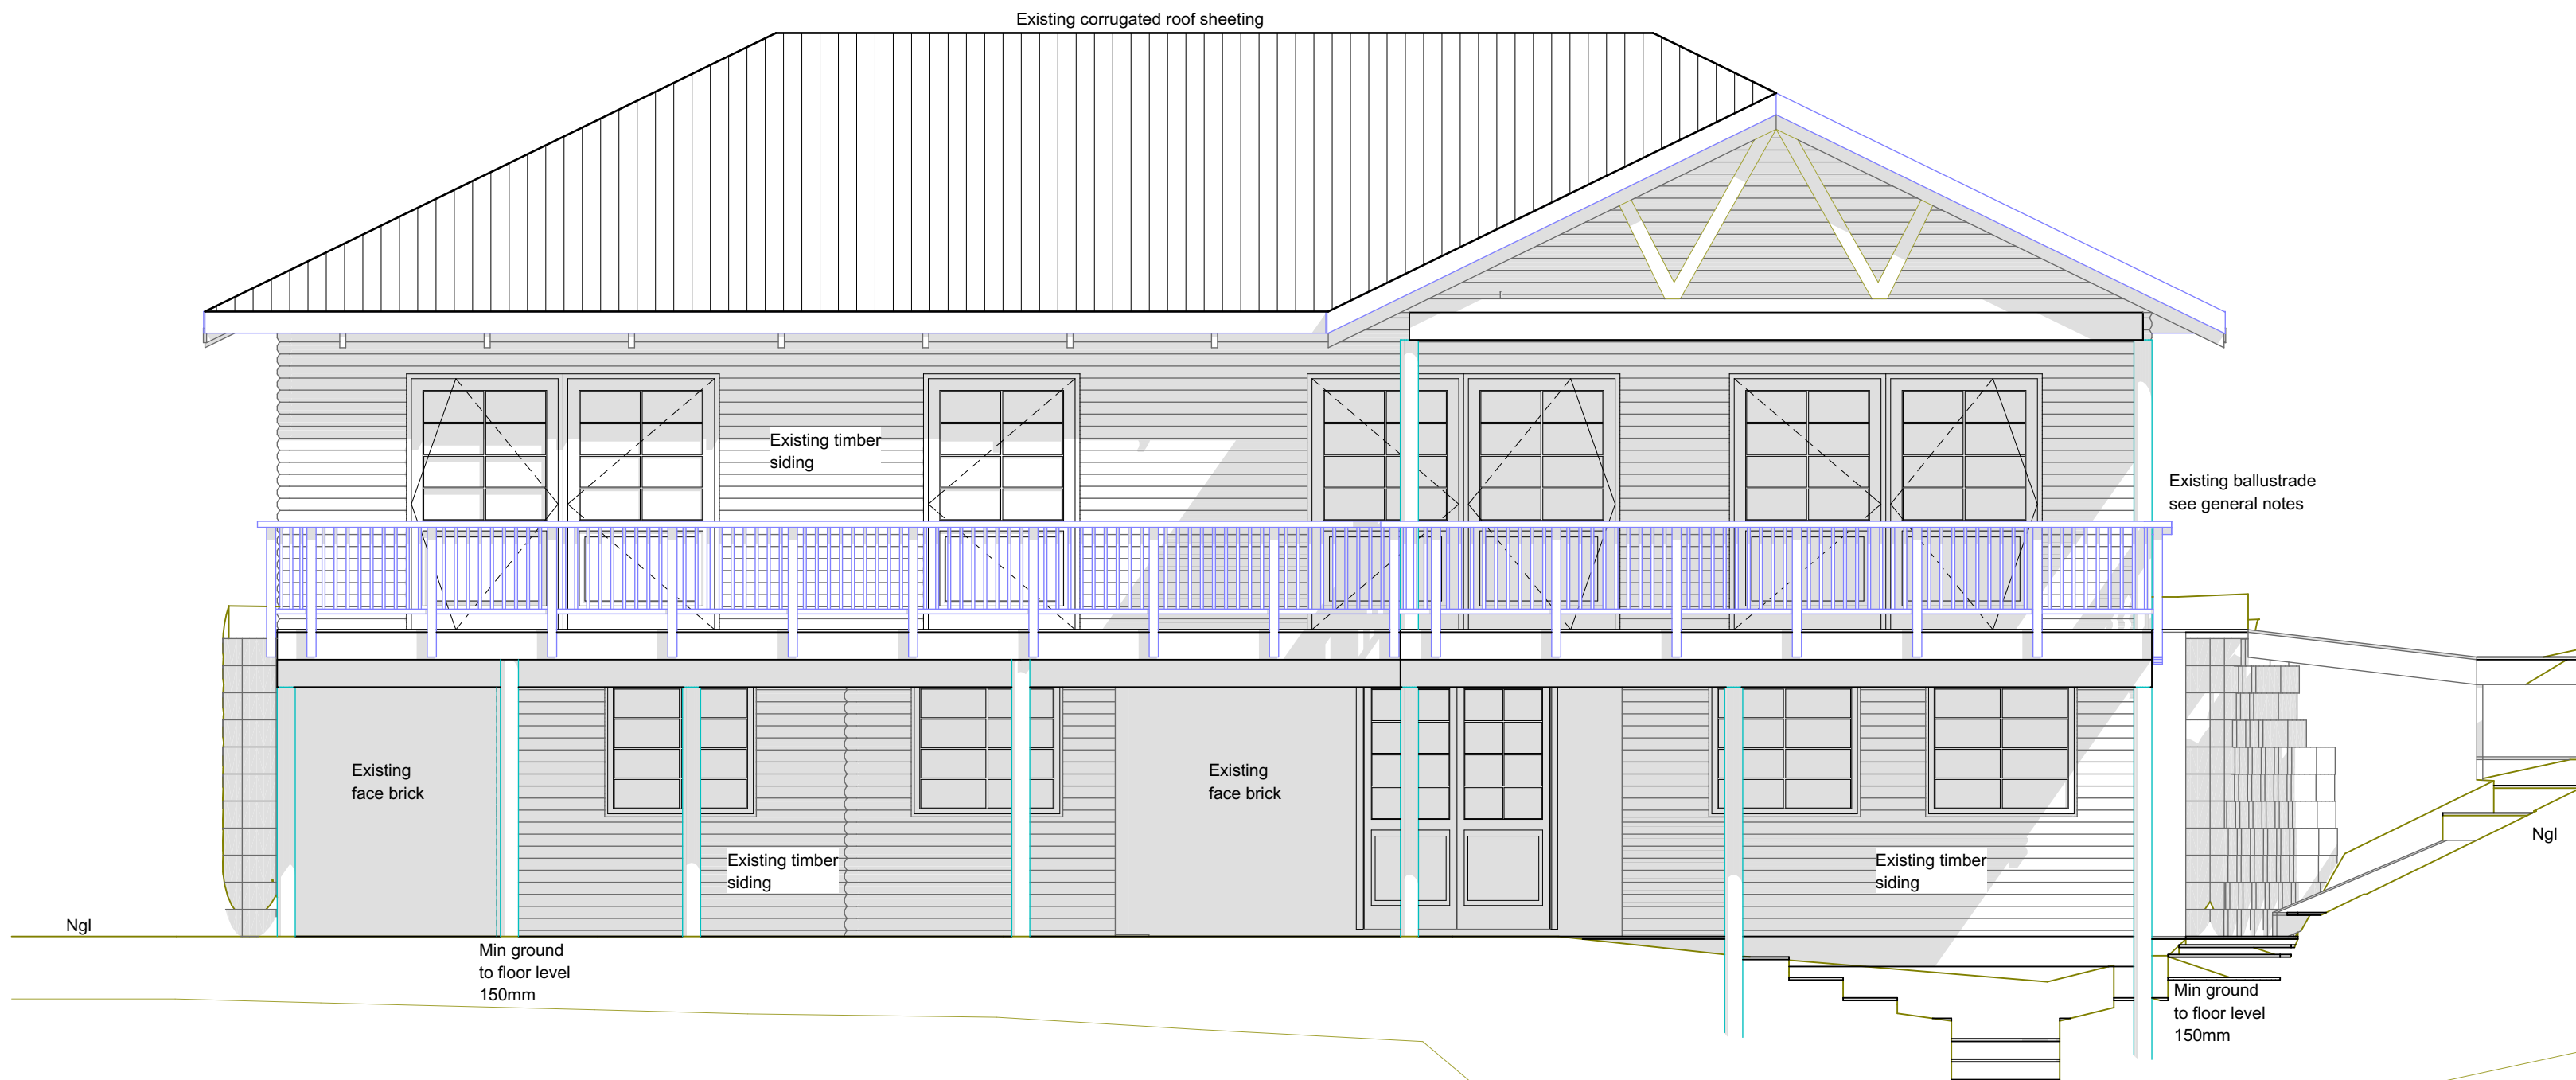 Existing corrugated roof sheeting
Existing timber
siding
Existing ballustrade
see general notes
Existing
face brick
Existing
face brick
Existing timber
siding
Existing timber
siding
Ngl
Ngl
Min ground
to floor level
150mm
Min ground
to floor level
150mm